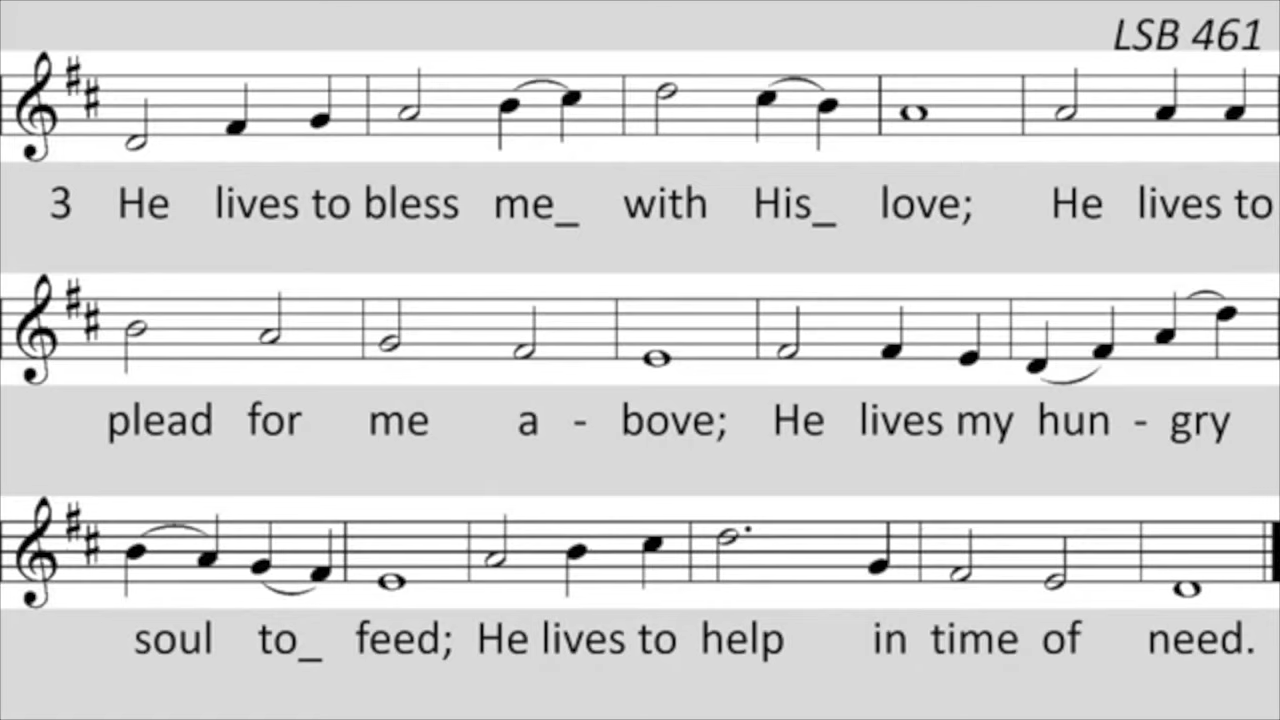 LSB 461
3 He lives to bless me_ with His_ love; He lives to
plead for me a - bove; He lives my hun - gry
soul to_ feed; He lives to help in time of need.